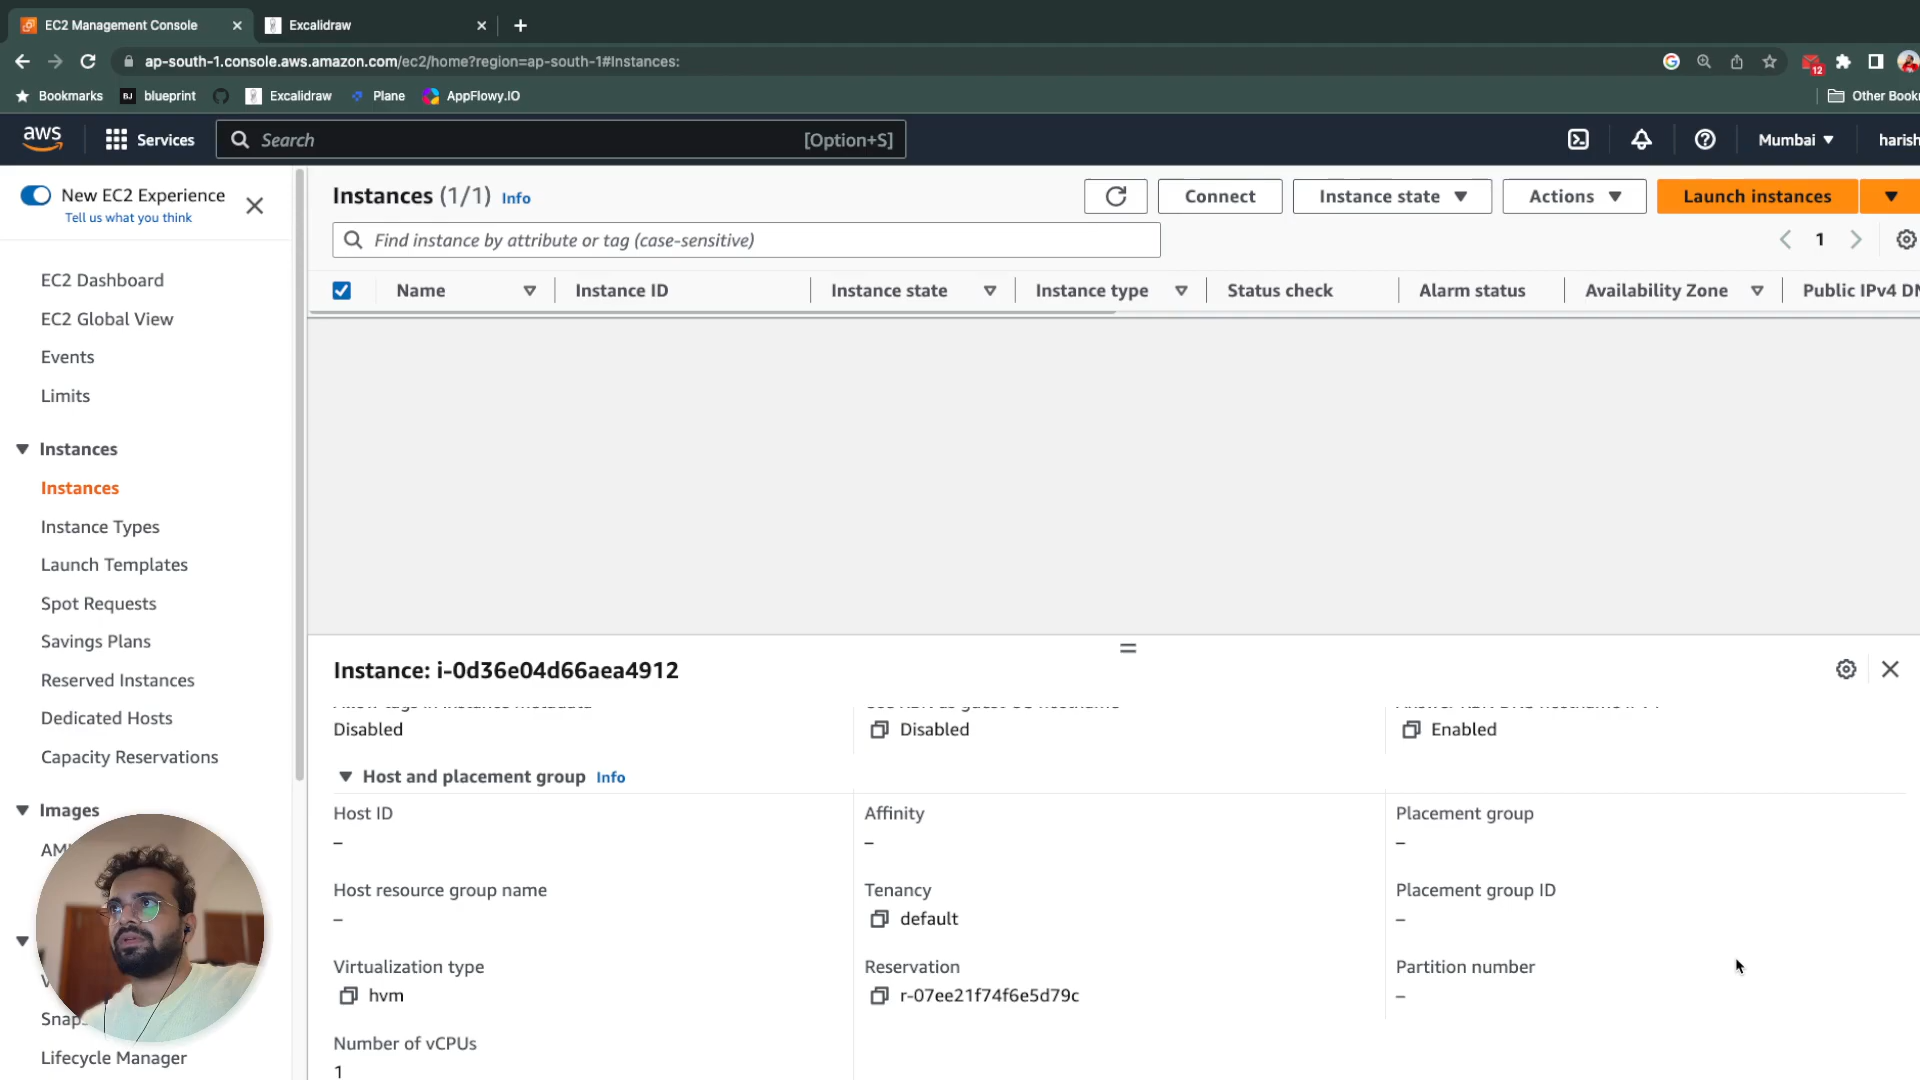 EC2 Management Console
Excalidraw
ap-south-1.console.aws.amazon.com/ec2/home?region=ap-south-1#Instances:
12
Bookmarks
BJ blueprint
Excalidraw
Plane
AppFlowy.IO
Other Book
aws
Services
Search
[Option+S]
Mumbai
harish
New EC2 Experience
Tell us what you think
EC2 Dashboard
EC2 Global View
Events
Limits
Instances
Instances
Instance Types
Launch Templates
Spot Requests
Savings Plans
Reserved Instances
Dedicated Hosts
Capacity Reservations
Images
AM
Snap
Lifecycle Manager
Instances (1/1) Info
Connect
Instance state
Actions
Launch instances
Find instance by attribute or tag (case-sensitive)
1
Name
Instance ID
Instance state
Instance type
Status check
Alarm status
Availability Zone
Public IPv4 DN
Instance: i-0d36e04d66aea4912
Disabled
Disabled
Enabled
Host and placement group Info
Host ID
–
Affinity
–
Placement group
–
Host resource group name
–
Tenancy
default
Placement group ID
–
Virtualization type
hvm
Reservation
r-07ee21f74f6e5d79c
Partition number
–
Number of vCPUs
1